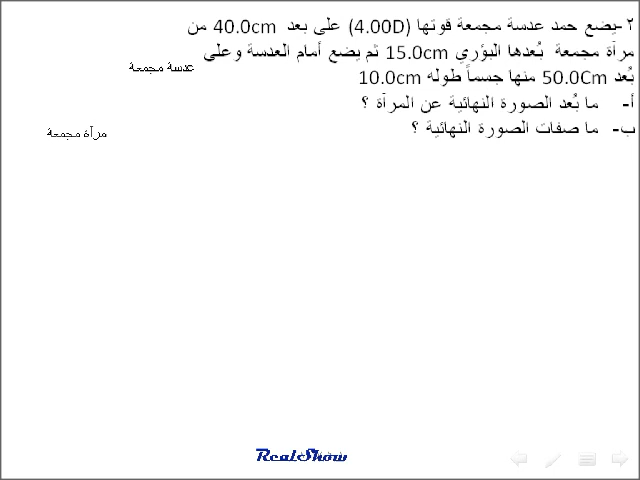 ٢ -يضع حمد عدسة مجمعة قوتها (4.00D) على بعد 40.0cm من
مرآة مجمعة بُعدها البؤري 15.0cm ثم يضع أمام العدسة وعلى
بُعد 50.0Cm منها جسماً طوله 10.0cm
عدسة مجمعة
أ- ما بُعد الصورة النهائية عن المرآة ؟
ب- ما صفات الصورة النهائية ؟
مرآة مجمعة
RealShow